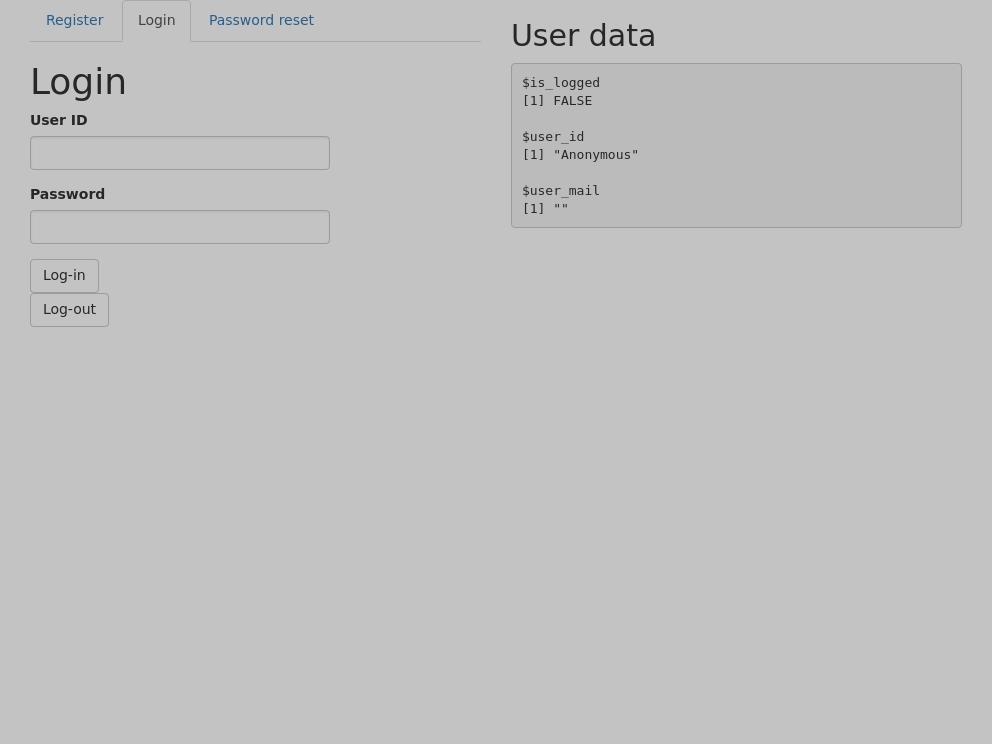 Register Login Password reset
Login
User ID
Password
Log-in
Log-out
User data
$is_logged
[1] FALSE
$user_id
[1] "Anonymous"
$user_mail
[1] ""